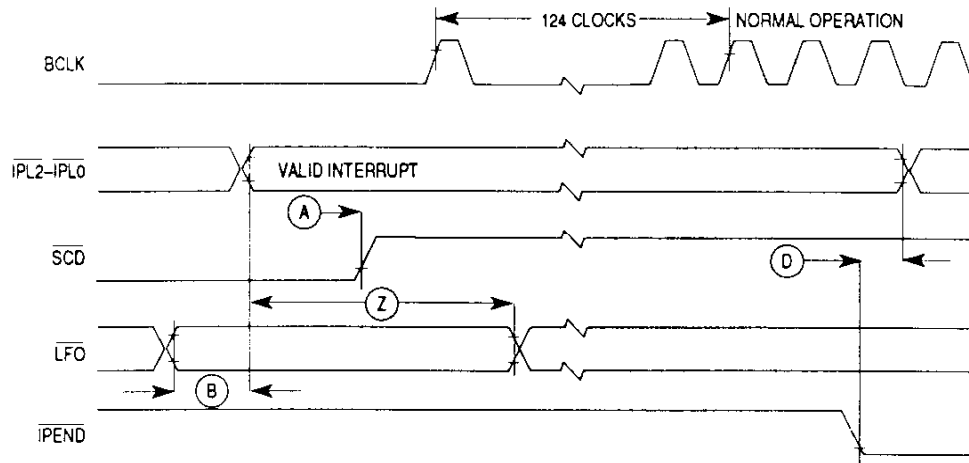 124 CLOCKS NORMAL OPERATION
BCLK
IPL2–IPL0
VALID INTERRUPT
A
SCD
D
Z
LFO
B
IPEND